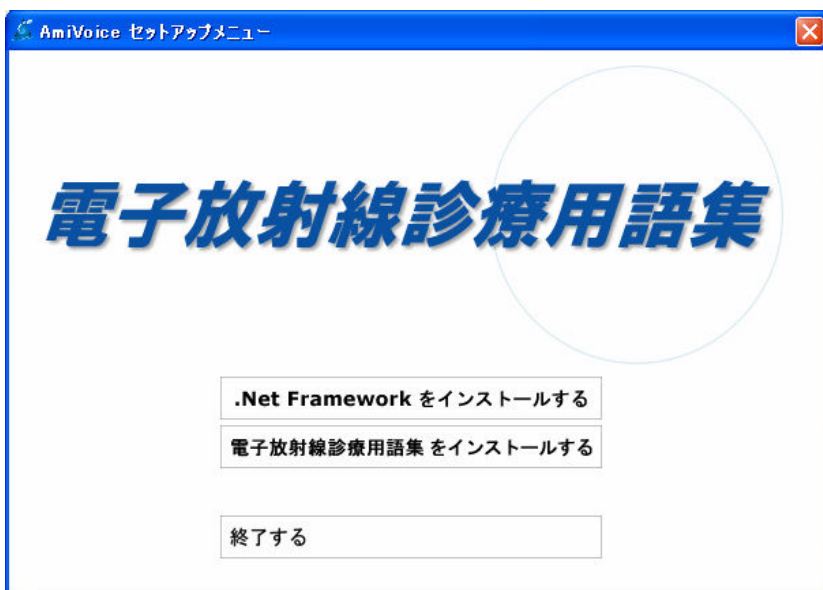 AmiVoice セットアップメニュー
電子放射線診療用語集
.Net Framework をインストールする
電子放射線診療用語集 をインストールする
終了する